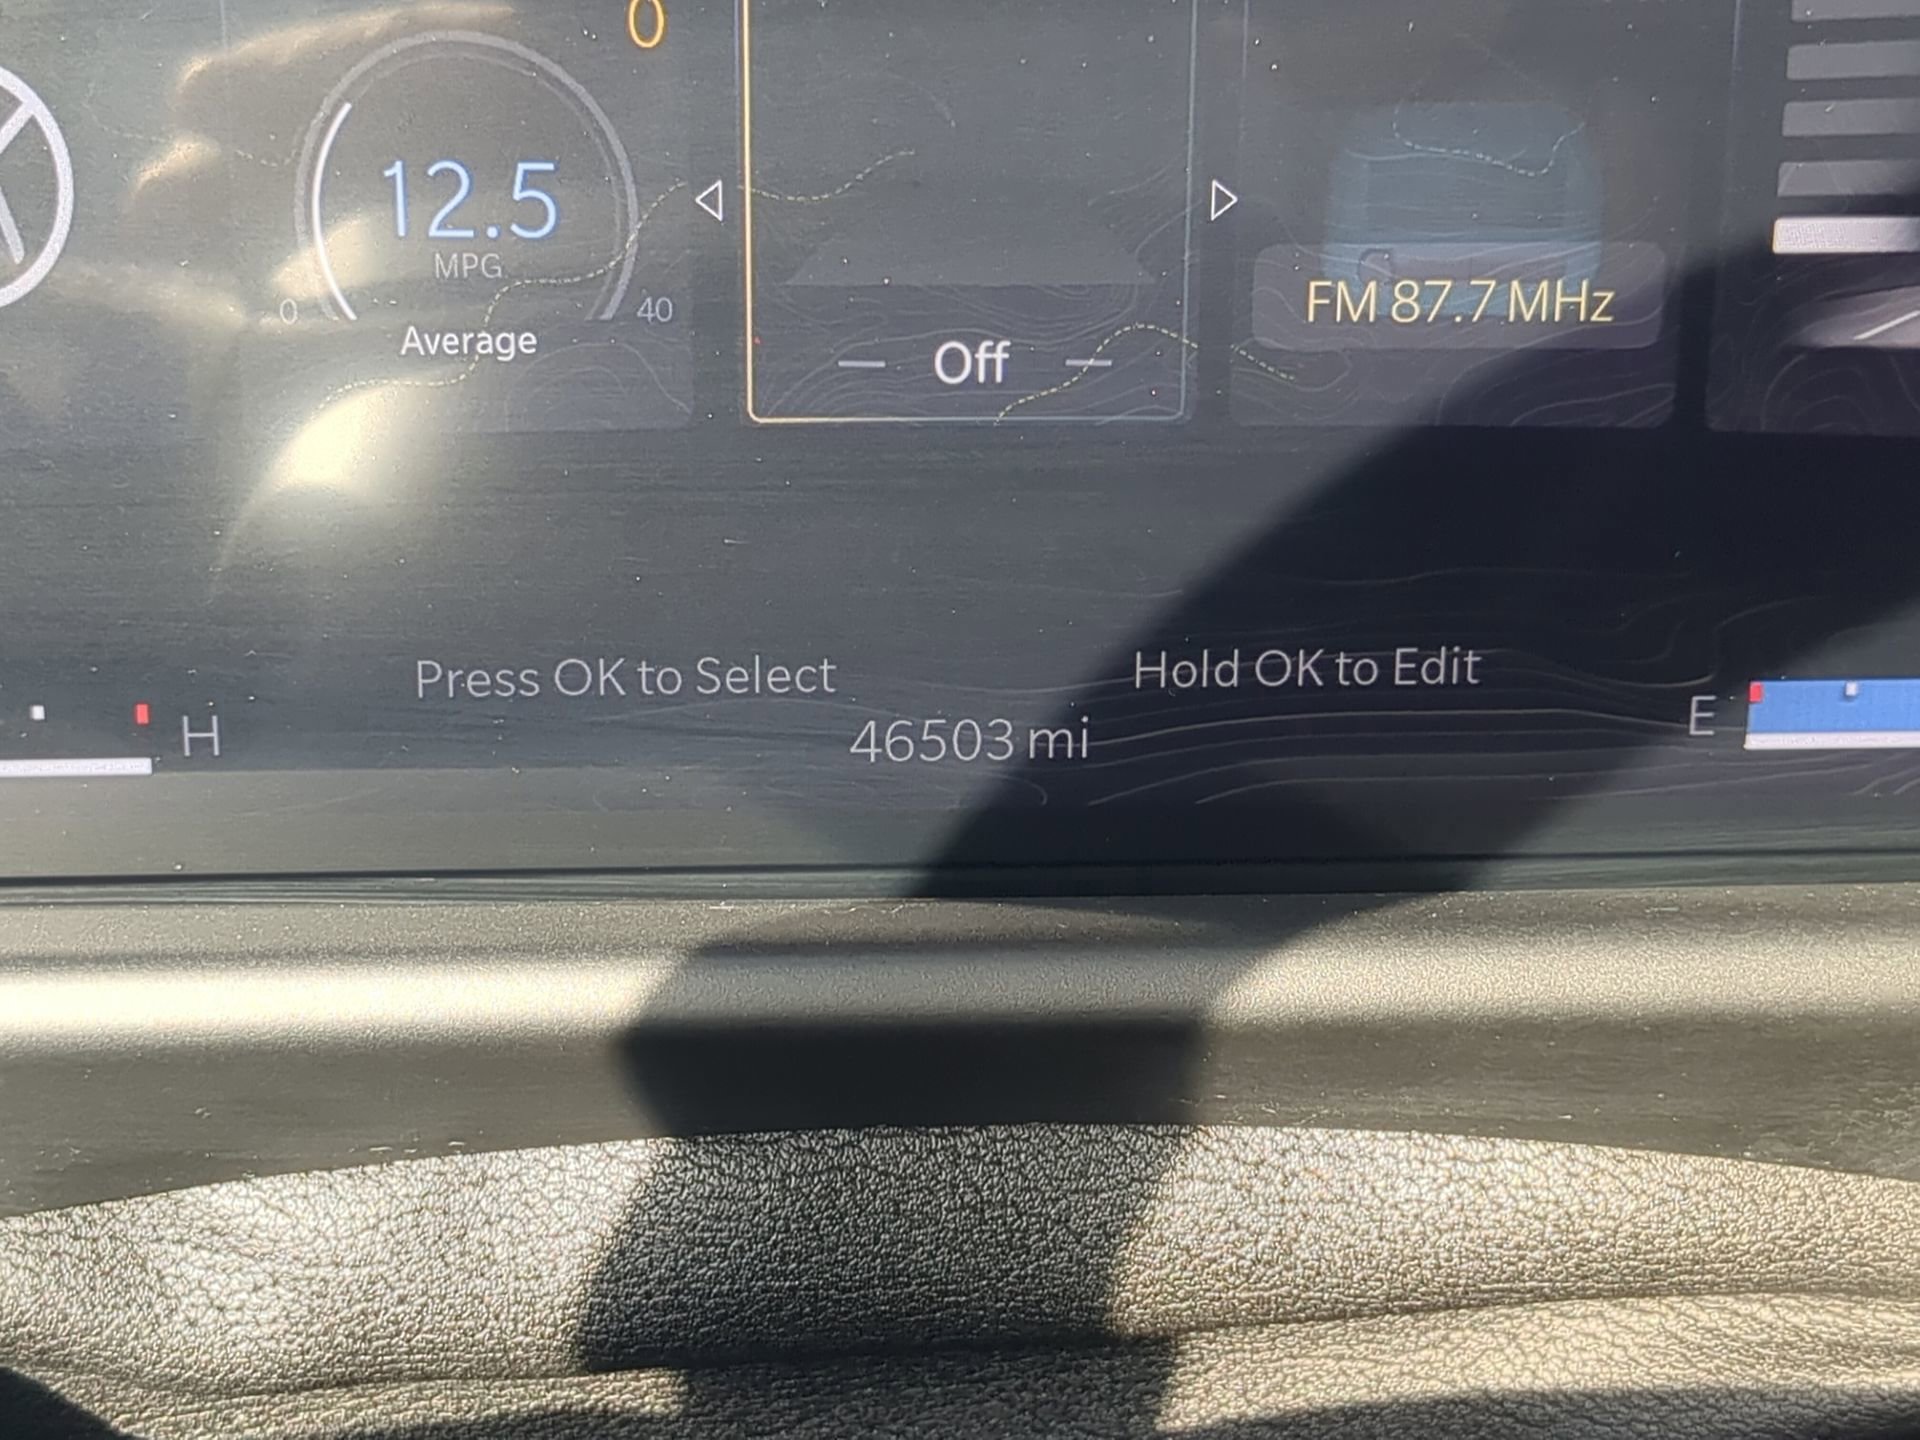 0
12.5
MPG
0
40
Average
Off
FM 87.7 MHz
Press OK to Select
Hold OK to Edit
H
46503 mi
E